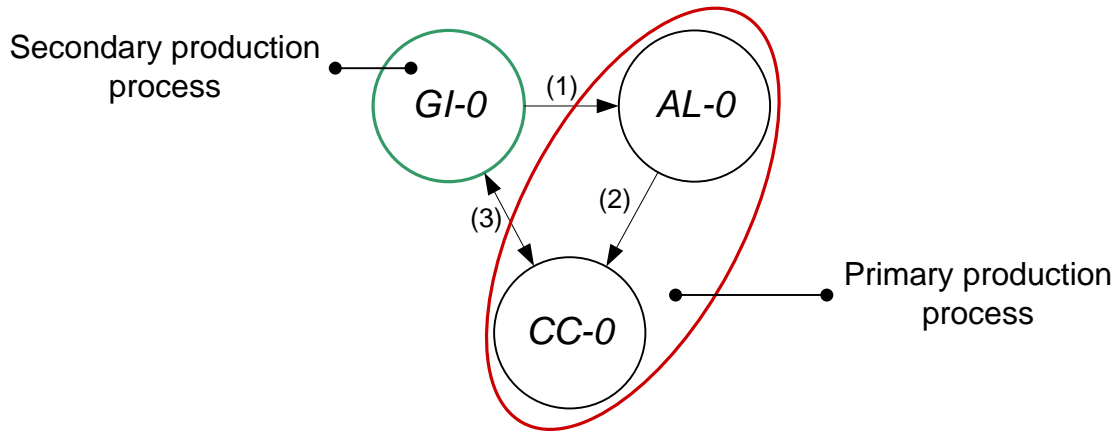 Secondary production
process
GI-0
(1)
AL-0
(3)
(2)
CC-0
Primary production
process